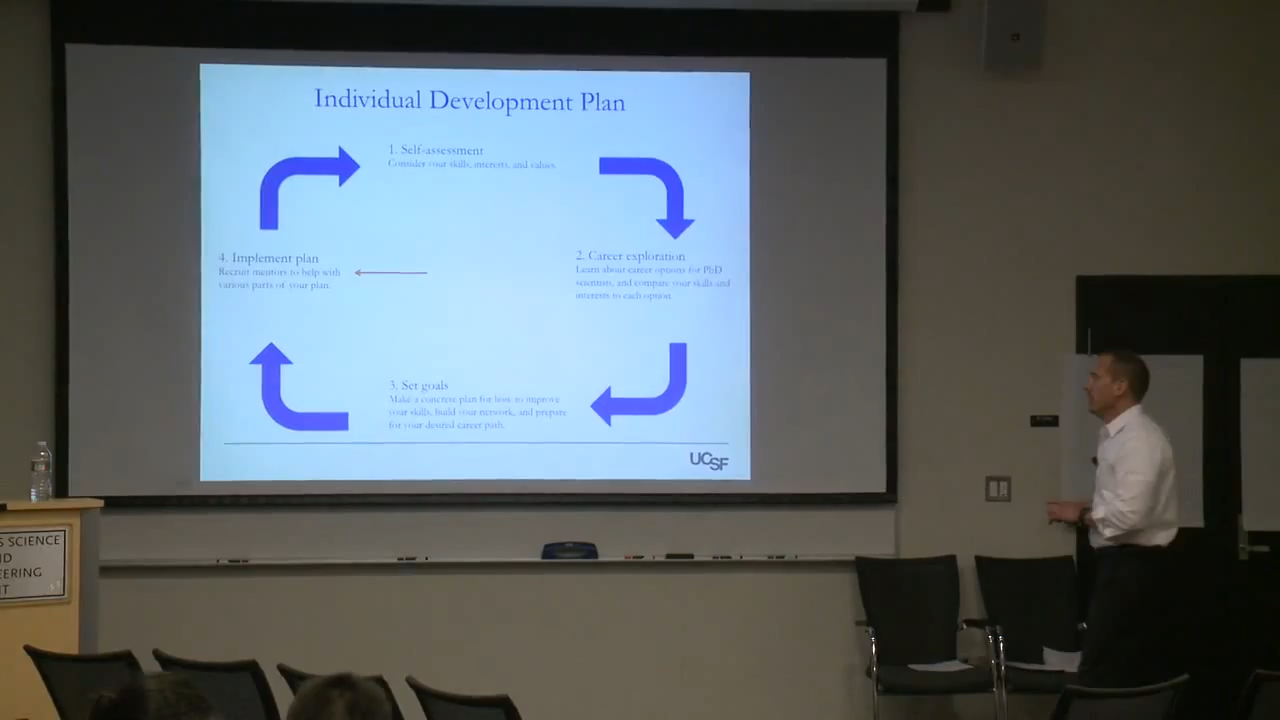 Individual Development Plan
1. Self-assessment
Consider your skills, interests, and values.
4. Implement plan
Recruit mentors to help with
various parts of your plan.
2. Career exploration
Learn about career options for PhD
scientists, and compare your skills and
interests to each option.
3. Set goals
Make a concrete plan for how to improve
your skills, build your network, and prepare
for your desired career path.
UCSF
S SCIENCE
ND
EERING
IT